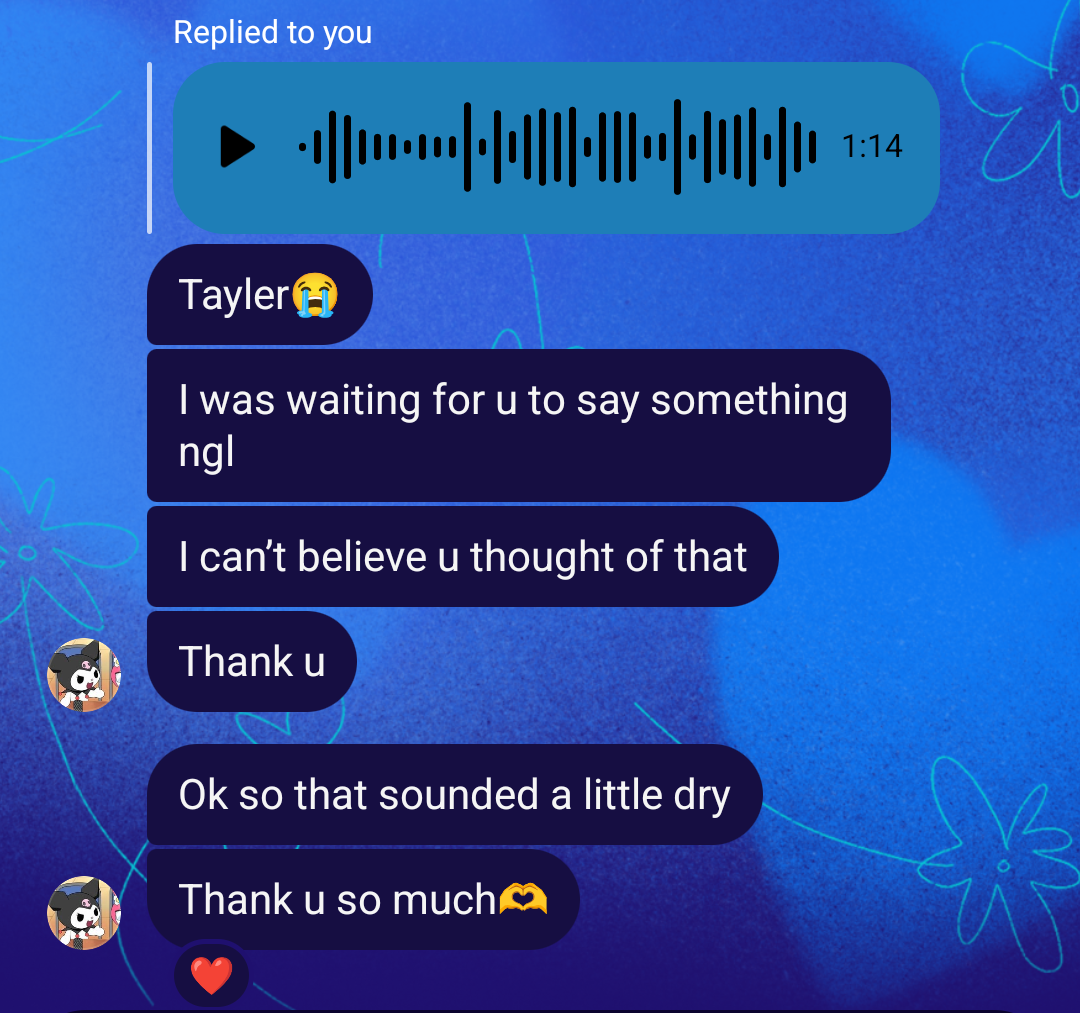 Replied to you
1:14
Tayler😭
I was waiting for u to say something
ngl
I can’t believe u thought of that
Thank u
Ok so that sounded a little dry
Thank u so much🫶